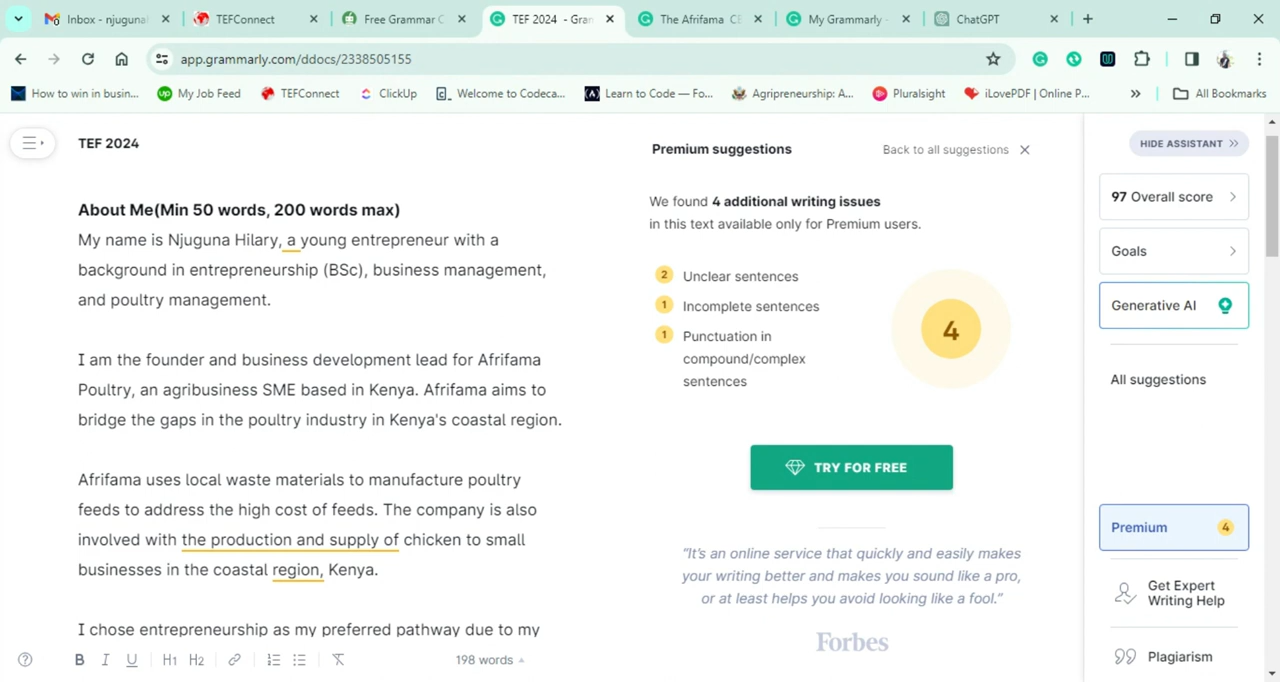 Inbox - njugunal
TEFConnect
Free Grammar C
TEF 2024 - Gran
The Afrifama CE
My Grammarly -
ChatGPT
app.grammarly.com/ddocs/2338505155
How to win in busin...
My Job Feed
TEFConnect
ClickUp
Welcome to Codeca...
Learn to Code — Fo...
Agripreneurship: A...
Pluralsight
iLovePDF | Online P...
All Bookmarks
TEF 2024
About Me(Min 50 words, 200 words max)
My name is Njuguna Hilary, a young entrepreneur with a
background in entrepreneurship (BSc), business management,
and poultry management.
I am the founder and business development lead for Afrifama
Poultry, an agribusiness SME based in Kenya. Afrifama aims to
bridge the gaps in the poultry industry in Kenya's coastal region.
Afrifama uses local waste materials to manufacture poultry
feeds to address the high cost of feeds. The company is also
involved with the production and supply of chicken to small
businesses in the coastal region, Kenya.
I chose entrepreneurship as my preferred pathway due to my
B I U H1 H2
198 words
Premium suggestions
Back to all suggestions
We found 4 additional writing issues
in this text available only for Premium users.
2 Unclear sentences
1 Incomplete sentences
1 Punctuation in
compound/complex
sentences
4
TRY FOR FREE
"It's an online service that quickly and easily makes
your writing better and makes you sound like a pro,
or at least helps you avoid looking like a fool."
Forbes
HIDE ASSISTANT
97 Overall score
Goals
Generative AI
All suggestions
Premium 4
Get Expert
Writing Help
Plagiarism